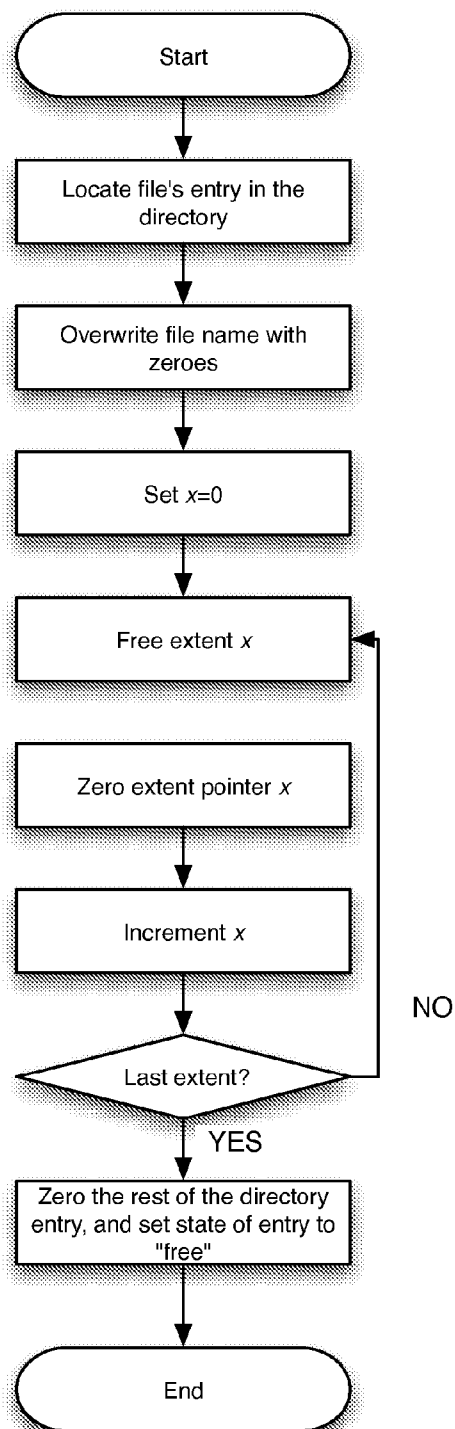 Start
Locate file's entry in the
directory
Overwrite file name with
zeroes
Set x=0
Free extent x
Zero extent pointer x
Increment x
NO
Last extent?
YES
Zero the rest of the directory
entry, and set state of entry to
"free"
End